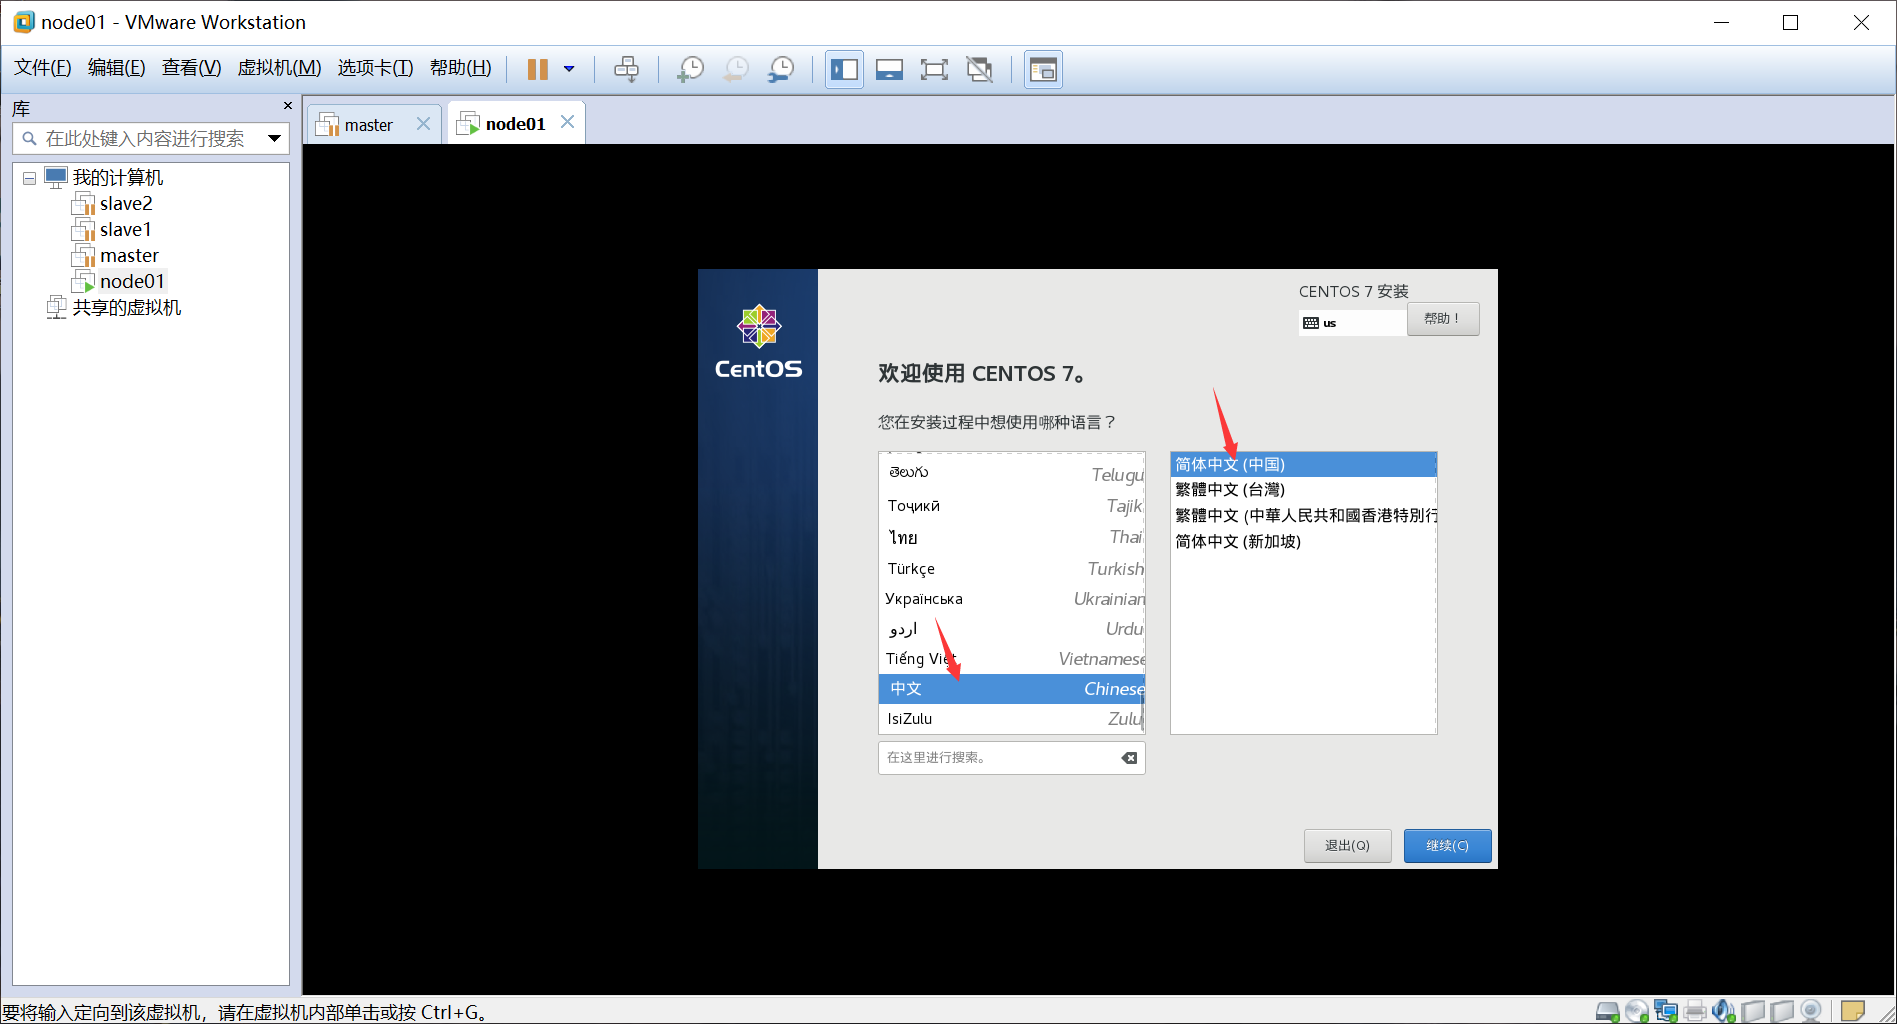 node01 - VMware Workstation
文件(F) 编辑(E) 查看(V) 虚拟机(M) 选项卡(T) 帮助(H)
库
在此处键入内容进行搜索
我的计算机
slave2
slave1
master
node01
共享的虚拟机
master
node01
CentOS
CENTOS 7 安装
us
帮助！
欢迎使用 CENTOS 7。
您在安装过程中想使用哪种语言？
తెలుగు Telugu
Тоҷикӣ Tajik
ไทย Thai
Türkçe Turkish
Українська Ukrainian
اردو Urdu
Tiếng Việt Vietnamese
中文 Chinese
IsiZulu Zulu
在这里进行搜索。
简体中文 (中国)
繁體中文 (台灣)
繁體中文 (中華人民共和國香港特別行
简体中文 (新加坡)
退出(Q)
继续(C)
要将输入定向到该虚拟机，请在虚拟机内部单击或按 Ctrl+G。